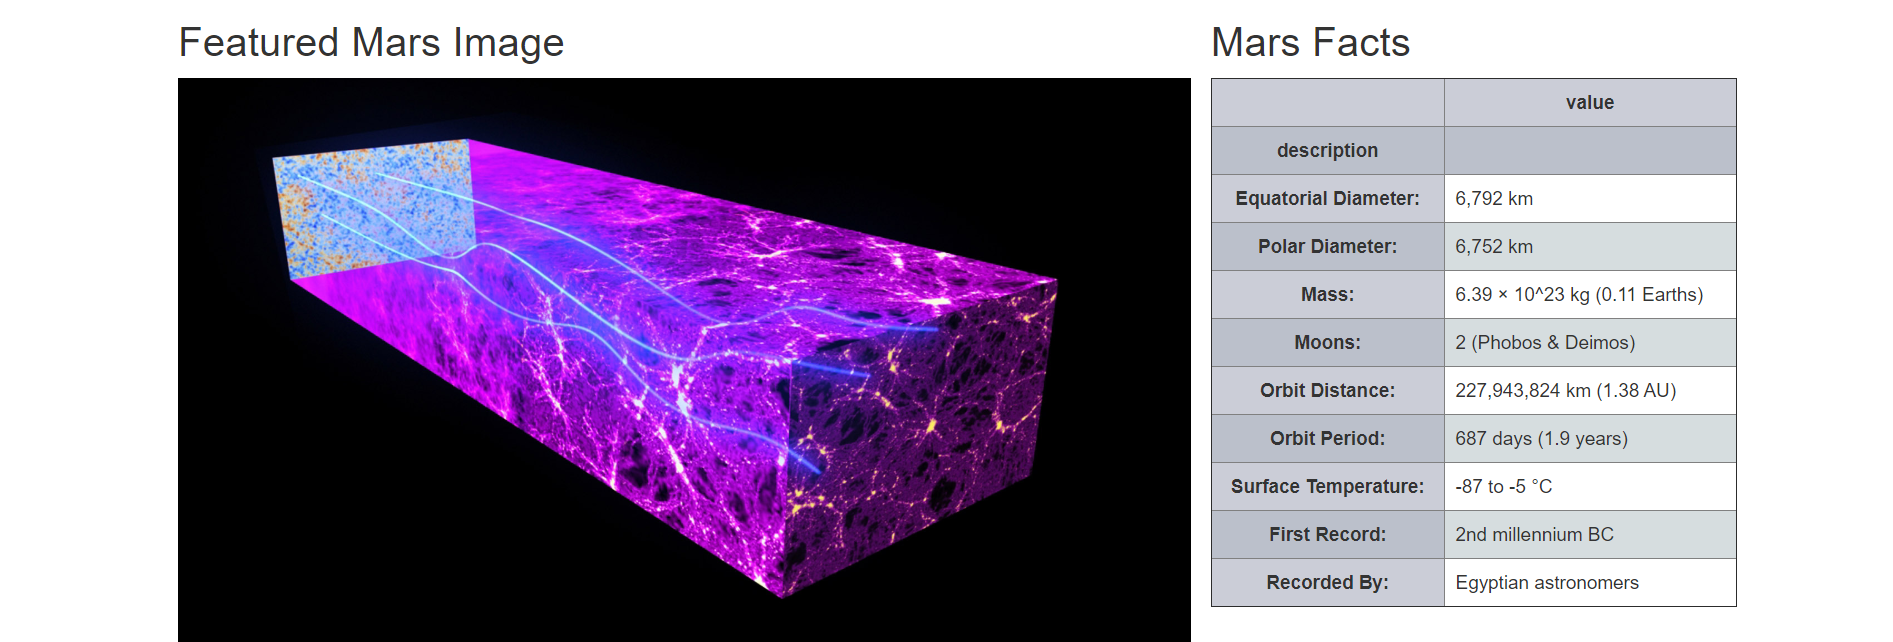 Featured Mars Image
Mars Facts
value
description
Equatorial Diameter: 6,792 km
Polar Diameter: 6,752 km
Mass: 6.39 × 10^23 kg (0.11 Earths)
Moons: 2 (Phobos & Deimos)
Orbit Distance: 227,943,824 km (1.38 AU)
Orbit Period: 687 days (1.9 years)
Surface Temperature: -87 to -5 °C
First Record: 2nd millennium BC
Recorded By: Egyptian astronomers